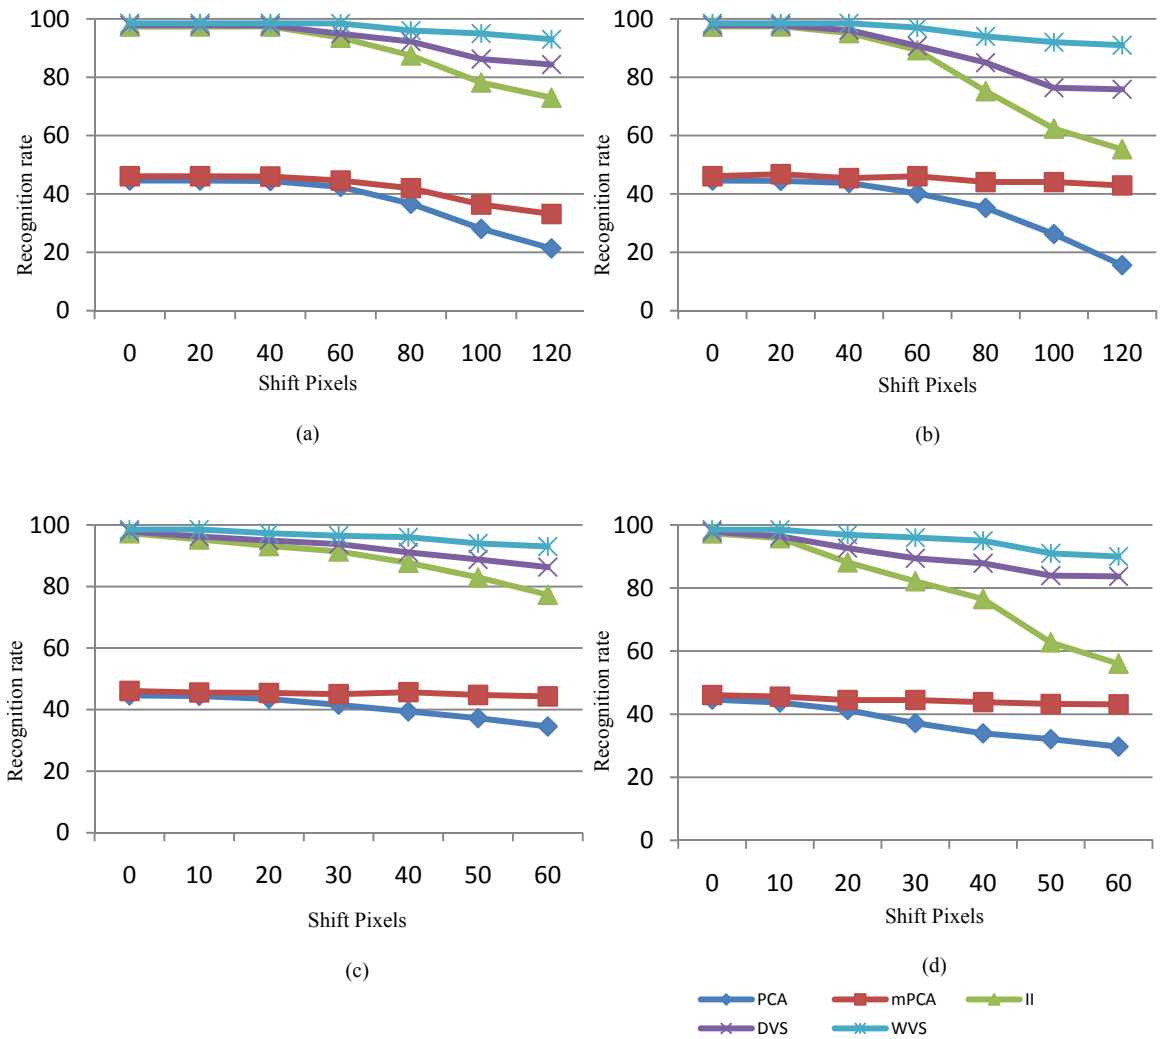 100
80
60
40
20
0
Recognition rate
0 20 40 60 80 100 120
Shift Pixels
(a)
100
80
60
40
20
0
Recognition rate
0 20 40 60 80 100 120
Shift Pixels
(b)
100
80
60
40
20
0
Recognition rate
0 10 20 30 40 50 60
Shift Pixels
(c)
100
80
60
40
20
0
Recognition rate
0 10 20 30 40 50 60
Shift Pixels
(d)
PCA mPCA II
DVS WVS